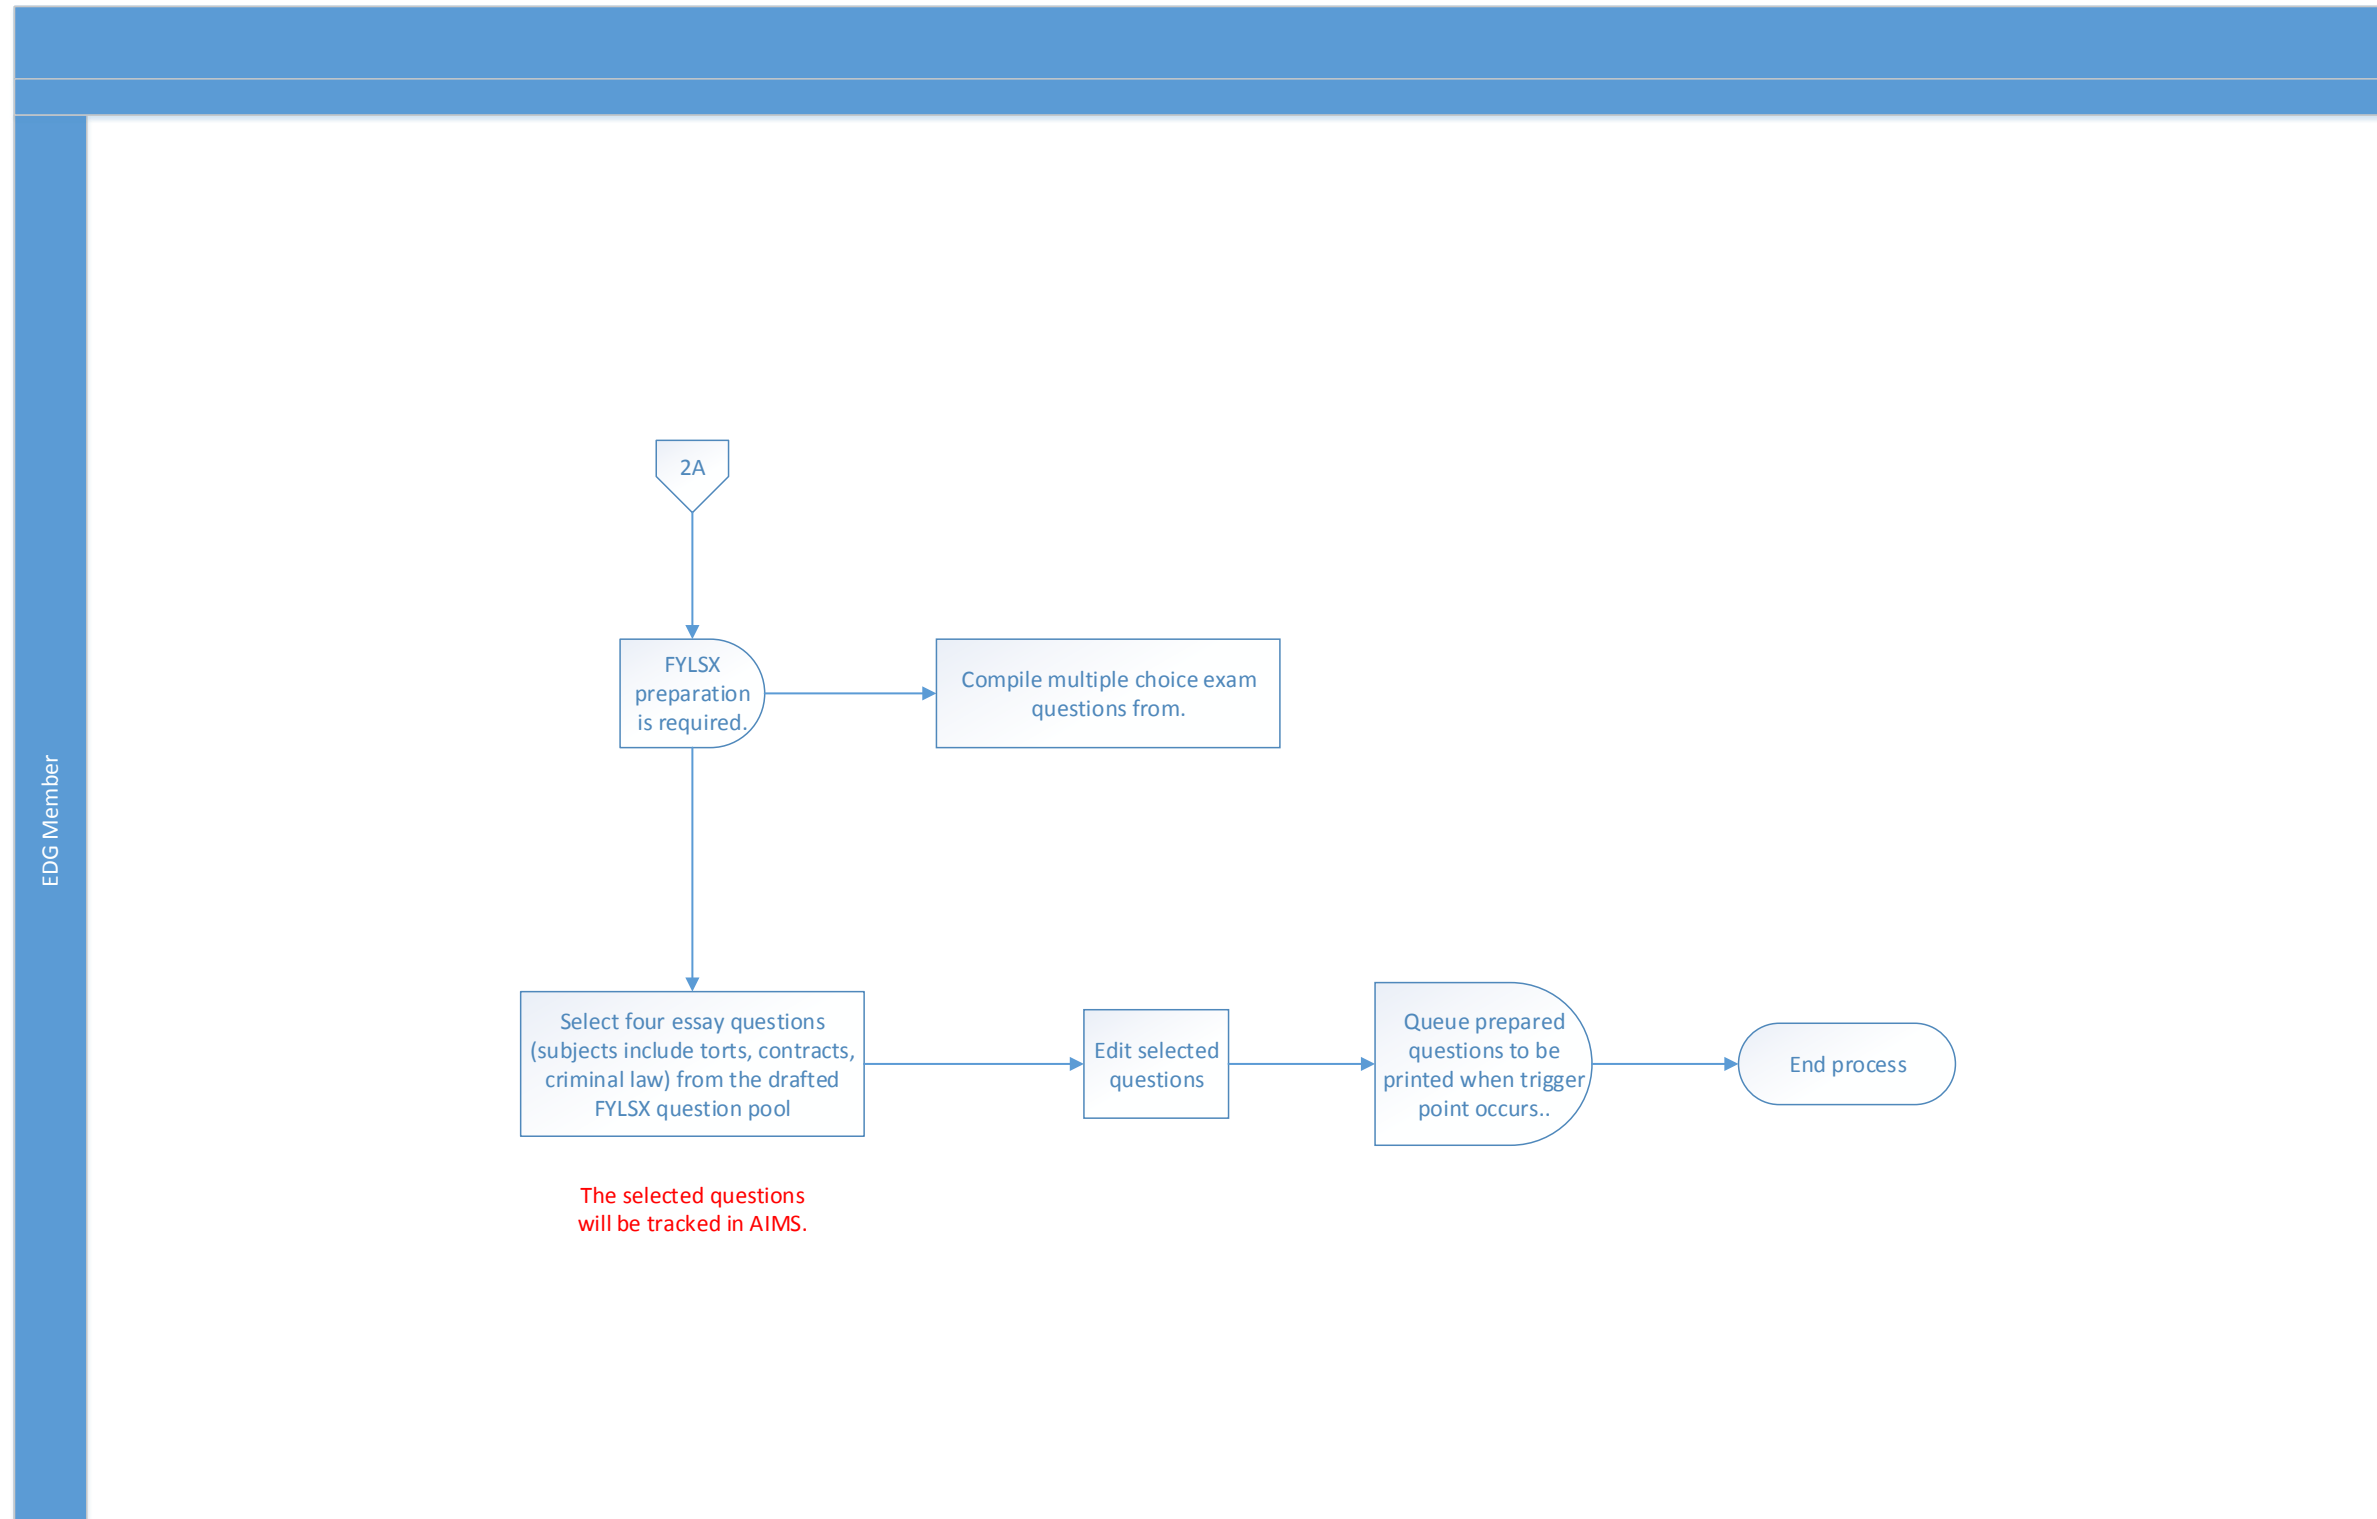 EDG Member
2A
FYLSX
preparation
is required.
Compile multiple choice exam
questions from.
Select four essay questions
(subjects include torts, contracts,
criminal law) from the drafted
FYLSX question pool
Edit selected
questions
Queue prepared
questions to be
printed when trigger
point occurs..
End process
The selected questions
will be tracked in AIMS.